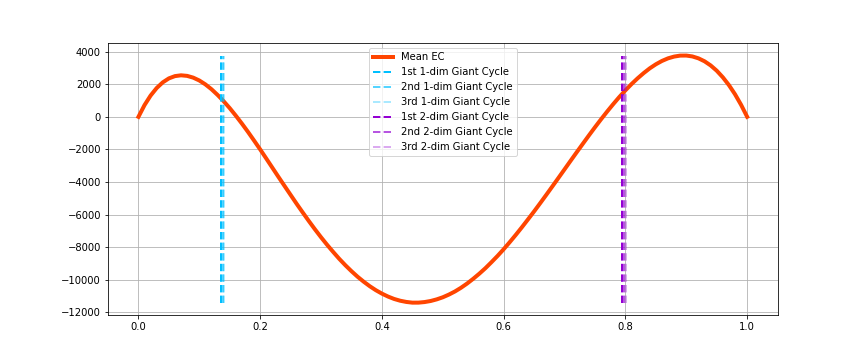 Mean EC
1st 1-dim Giant Cycle
2nd 1-dim Giant Cycle
3rd 1-dim Giant Cycle
1st 2-dim Giant Cycle
2nd 2-dim Giant Cycle
3rd 2-dim Giant Cycle
4000
2000
0
−2000
−4000
−6000
−8000
−10000
−12000
0.0 0.2 0.4 0.6 0.8 1.0